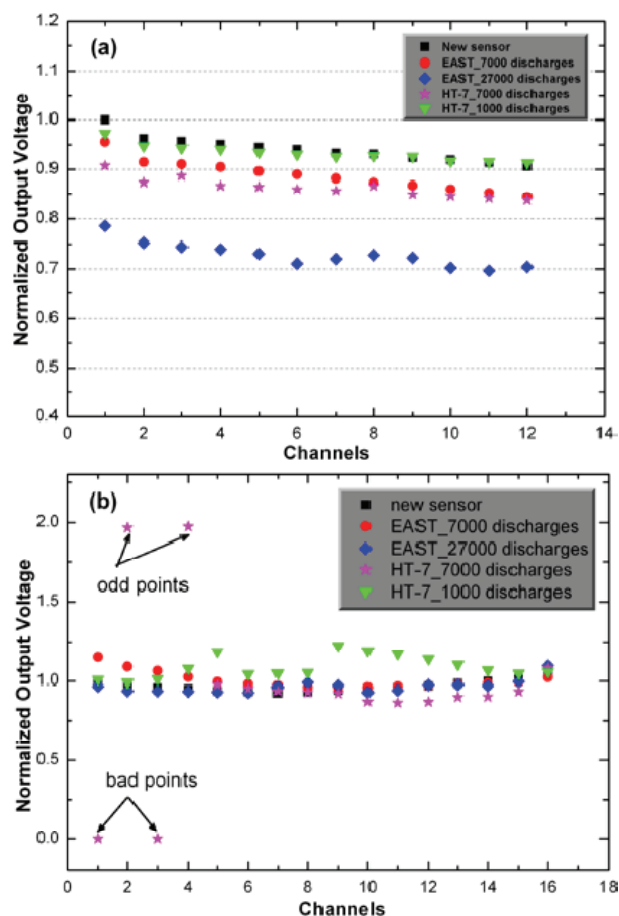 (a)
New sensor
EAST_7000 discharges
EAST_27000 discharges
HT-7_7000 discharges
HT-7_1000 discharges
Normalized Output Voltage
1.2
1.1
1.0
0.9
0.8
0.7
0.6
0.5
0.4
0 2 4 6 8 10 12 14
Channels
(b)
new sensor
EAST_7000 discharges
EAST_27000 discharges
HT-7_7000 discharges
HT-7_1000 discharges
odd points
bad points
Normalized Output Voltage
2.0
1.5
1.0
0.5
0.0
0 2 4 6 8 10 12 14 16 18
Channels